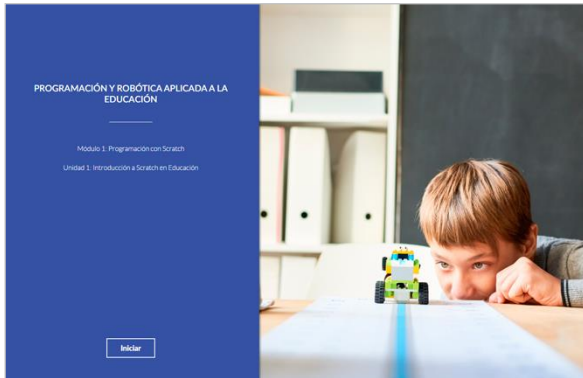 PROGRAMACIÓN Y ROBÓTICA APLICADA A LA
EDUCACIÓN
Módulo 1: Programación con Scratch
Unidad 1: Introducción a Scratch en Educación
Iniciar